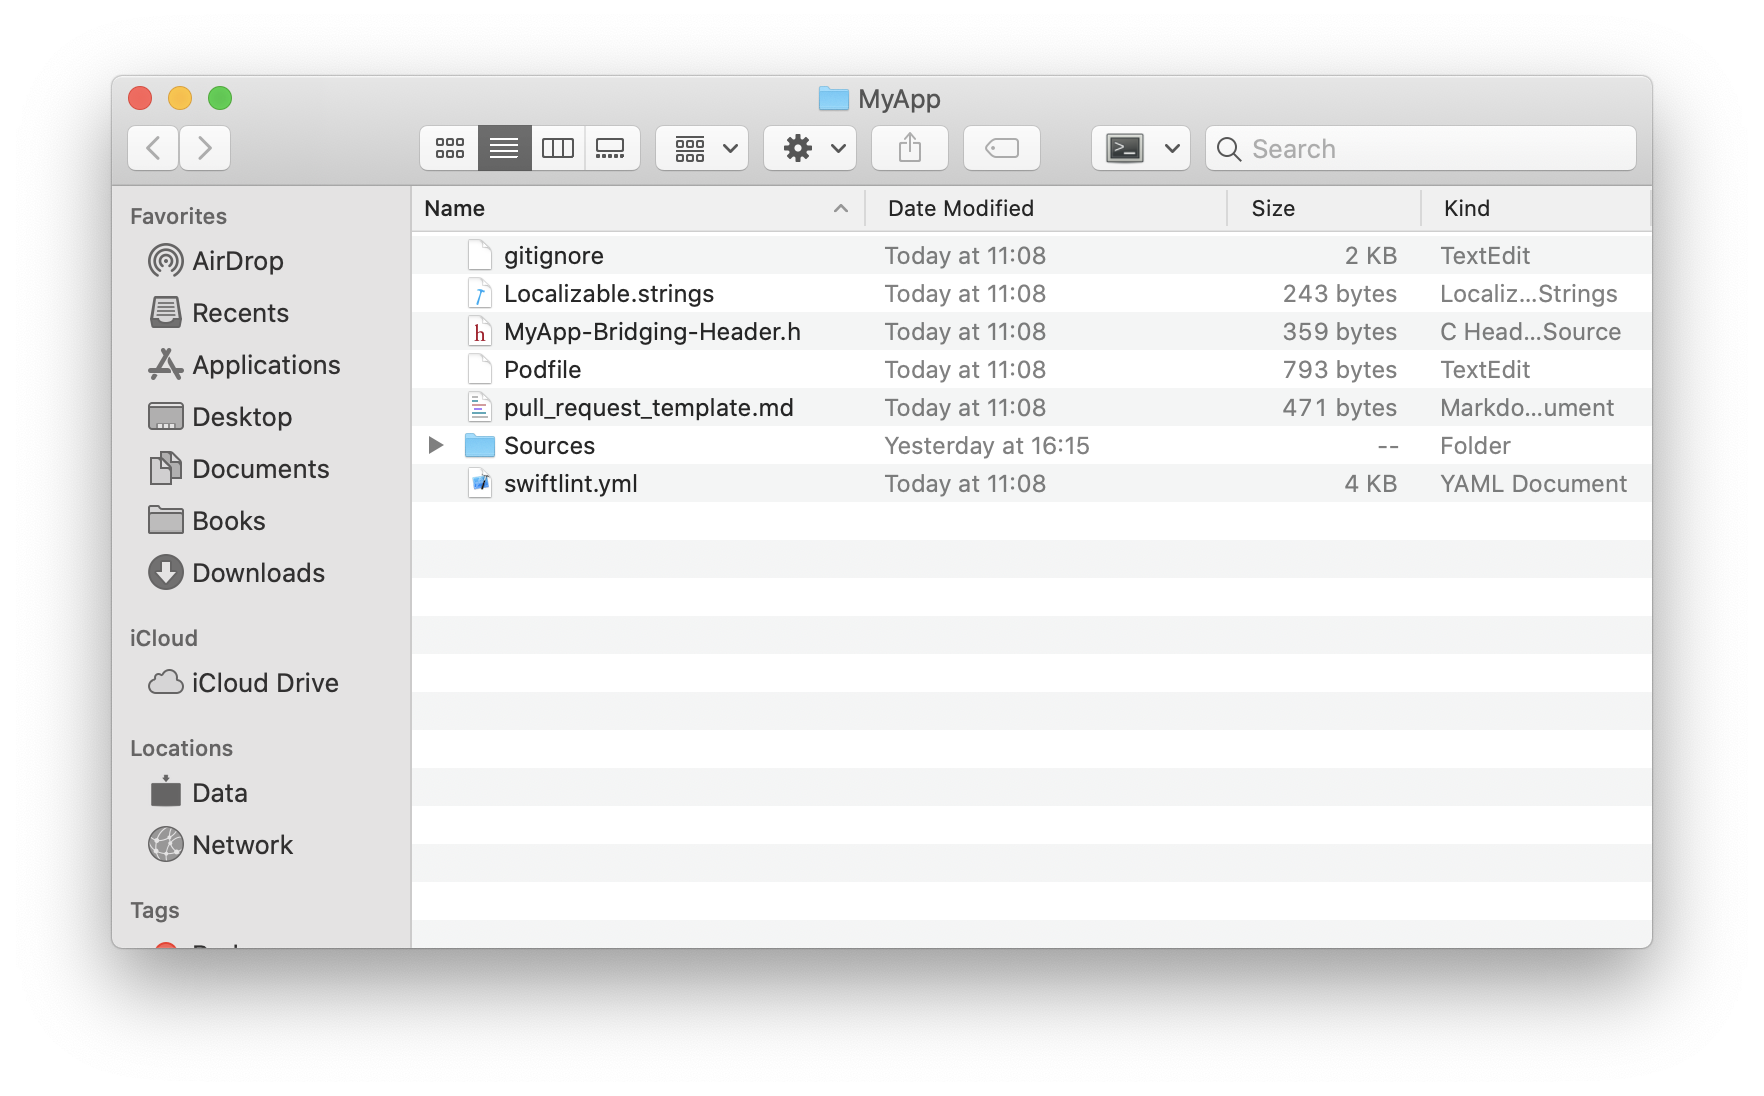 MyApp
>_
Search
Favorites
AirDrop
Recents
Applications
Desktop
Documents
Books
Downloads
iCloud
iCloud Drive
Locations
Data
Network
Tags
Name Date Modified Size Kind
gitignore Today at 11:08 2 KB TextEdit
Localizable.strings Today at 11:08 243 bytes Localiz...Strings
h MyApp-Bridging-Header.h Today at 11:08 359 bytes C Head...Source
Podfile Today at 11:08 793 bytes TextEdit
pull_request_template.md Today at 11:08 471 bytes Markdo...ument
Sources Yesterday at 16:15 -- Folder
swiftlint.yml Today at 11:08 4 KB YAML Document